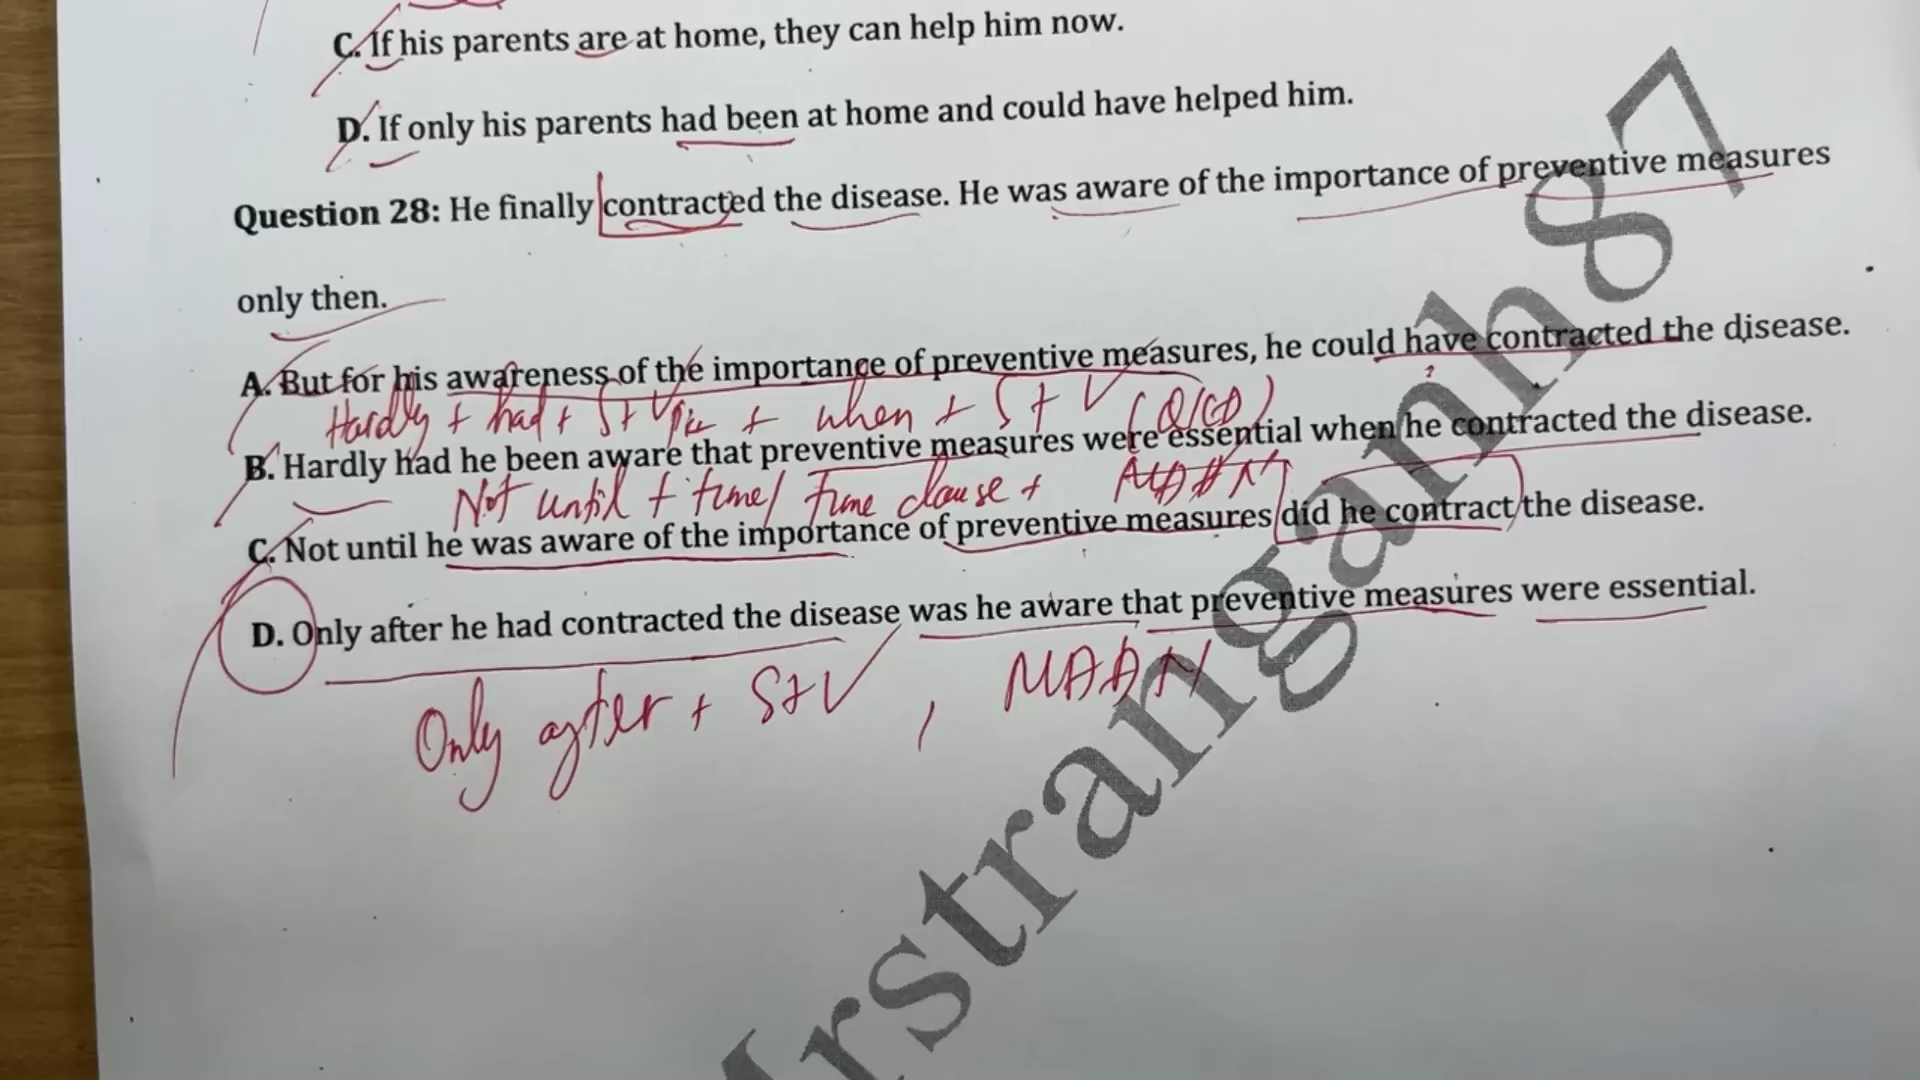 C. If his parents are at home, they can help him now.
D. If only his parents had been at home and could have helped him.
Question 28: He finally contracted the disease. He was aware of the importance of preventive measures
only then.
A. But for his awareness of the importance of preventive measures, he could have contracted the disease.
Hardly + had + S + VpII + when + S + V (QKĐ)
B. Hardly had he been aware that preventive measures were essential when he contracted the disease.
Not until + time/ Time clause +
C. Not until he was aware of the importance of preventive measures did he contract the disease.
D. Only after he had contracted the disease was he aware that preventive measures were essential.
Only after + S+V , MĐĐN
Mrstranganh87